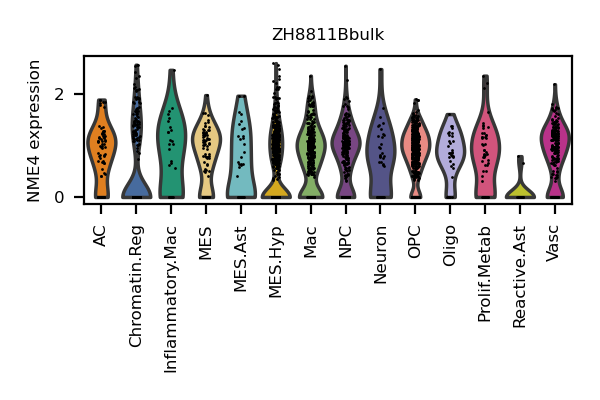 ZH8811Bbulk
NME4 expression
2
0
AC
Chromatin.Reg
Inflammatory.Mac
MES
MES.Ast
MES.Hyp
Mac
NPC
Neuron
OPC
Oligo
Prolif.Metab
Reactive.Ast
Vasc